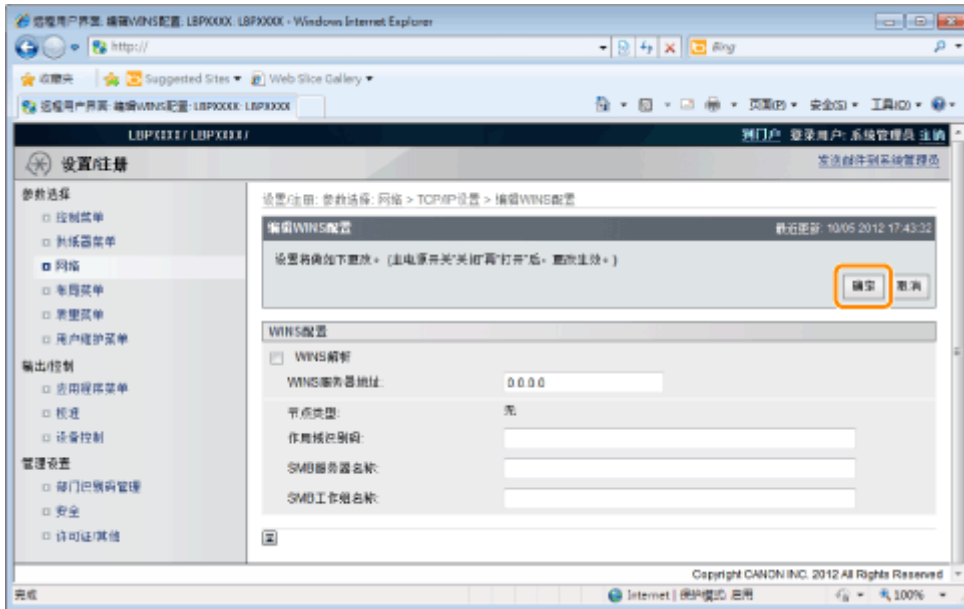 远程用户界面: 编辑WINS配置: LBPXXXX: LBPXXXX - Windows Internet Explorer
http://
Bing
收藏夹 Suggested Sites Web Slice Gallery
远程用户界面: 编辑WINS配置: LBPXXXX: LBPXXXX
页面(P) 安全(S) 工具(O)
LBPXXXX / LBPXXXX /
到门户 登录用户: 系统管理员 注销
设置/注册
发送邮件到系统管理员
参数选择
控制菜单
供纸器菜单
网络
布局菜单
效果菜单
用户维护菜单
输出/控制
应用程序菜单
校准
设备控制
管理设置
部门识别码管理
安全
许可证/其他
设置/注册: 参数选择: 网络 > TCP/IP设置 > 编辑WINS配置
编辑WINS配置
最近更新: 10/05 2012 17:43:32
设置将做如下更改。(主电源开关"关闭"再"打开"后，更改生效。)
确定 取消
WINS配置
WINS解析
WINS服务器地址: 0.0.0.0
节点类型: 无
作用域识别码:
SMB服务器名称:
SMB工作组名称:
Copyright CANON INC. 2012 All Rights Reserved
完成
Internet | 保护模式: 启用
100%